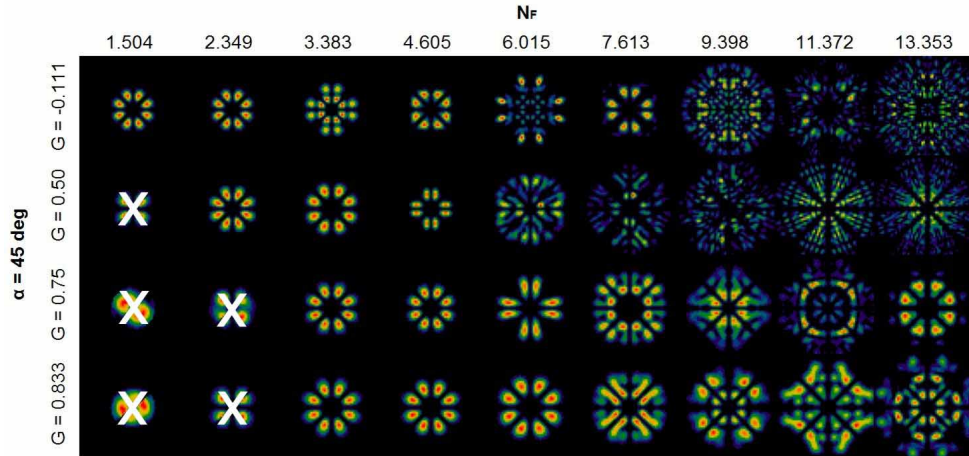 N_F
1.504 2.349 3.383 4.605 6.015 7.613 9.398 11.372 13.353
α = 45 deg
G = -0.111
G = 0.50
X
G = 0.75
X X
G = 0.833
X X